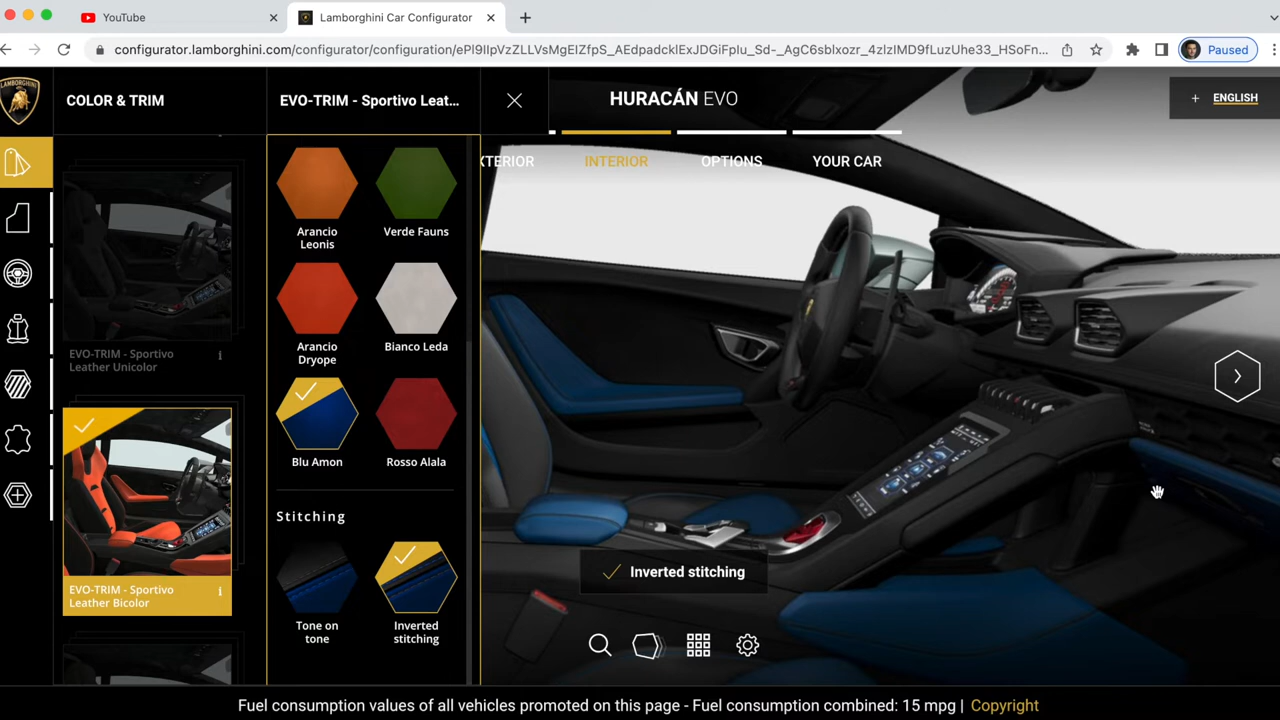 YouTube
Lamborghini Car Configurator
configurator.lamborghini.com/configurator/configuration/ePl9IlpVzZLLVsMgEIZfpS_AEdpadcklExJDGiFplu_Sd-_AgC6sblxozr_4zIzIMD9fLuzUhe33_HSoFn...
Paused
LAMBORGHINI
COLOR & TRIM
EVO-TRIM - Sportivo Leat...
HURACÁN EVO
+ ENGLISH
XTERIOR
INTERIOR
OPTIONS
YOUR CAR
Arancio
Leonis
Verde Fauns
Arancio
Dryope
Bianco Leda
EVO-TRIM - Sportivo
Leather Unicolor
i
Blu Amon
Rosso Alala
Stitching
EVO-TRIM - Sportivo
Leather Bicolor
i
Tone on
tone
Inverted
stitching
Inverted stitching
Fuel consumption values of all vehicles promoted on this page - Fuel consumption combined: 15 mpg | Copyright